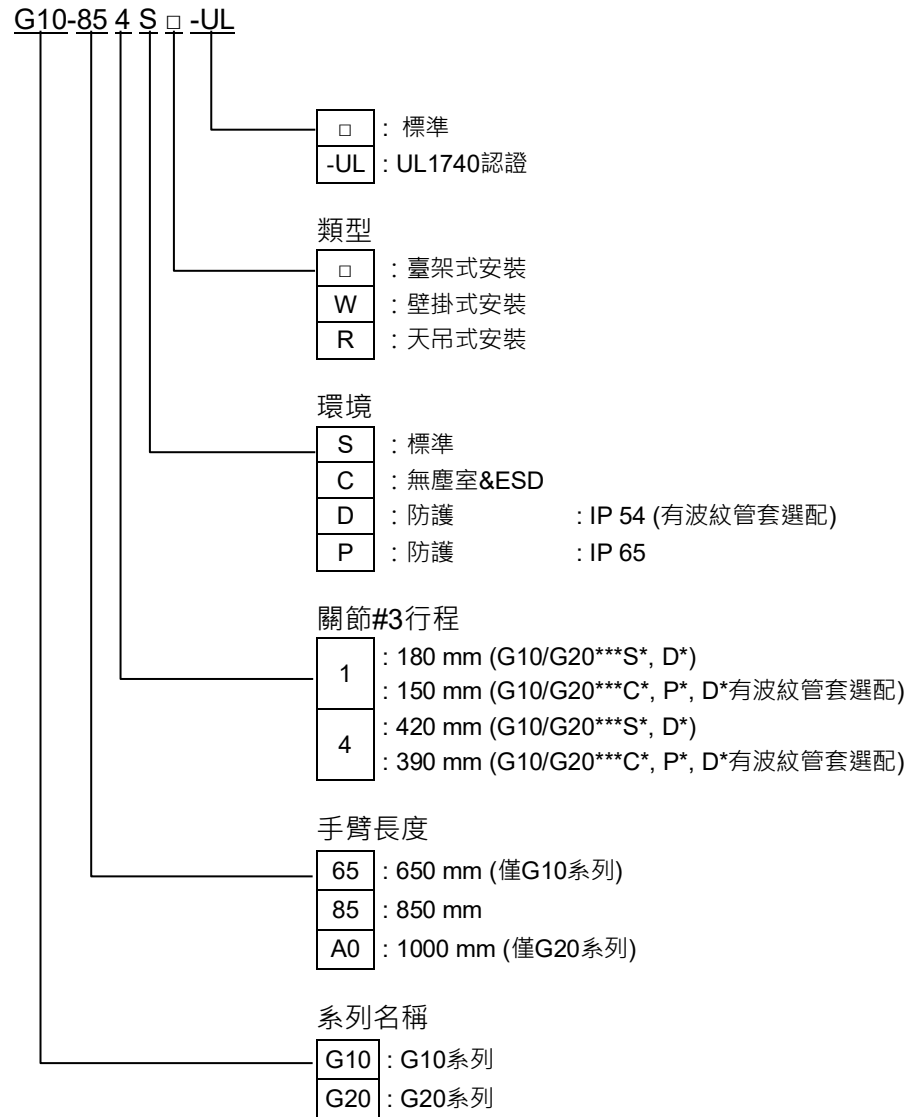 G10-85 4 S □ -UL
□ : 標準
-UL : UL1740認證
類型
□ : 臺架式安裝
W : 壁掛式安裝
R : 天吊式安裝
環境
S : 標準
C : 無塵室&ESD
D : 防護 : IP 54 (有波紋管套選配)
P : 防護 : IP 65
關節#3行程
1 : 180 mm (G10/G20***S*, D*)
: 150 mm (G10/G20***C*, P*, D*有波紋管套選配)
4 : 420 mm (G10/G20***S*, D*)
: 390 mm (G10/G20***C*, P*, D*有波紋管套選配)
手臂長度
65 : 650 mm (僅G10系列)
85 : 850 mm
A0 : 1000 mm (僅G20系列)
系列名稱
G10 : G10系列
G20 : G20系列